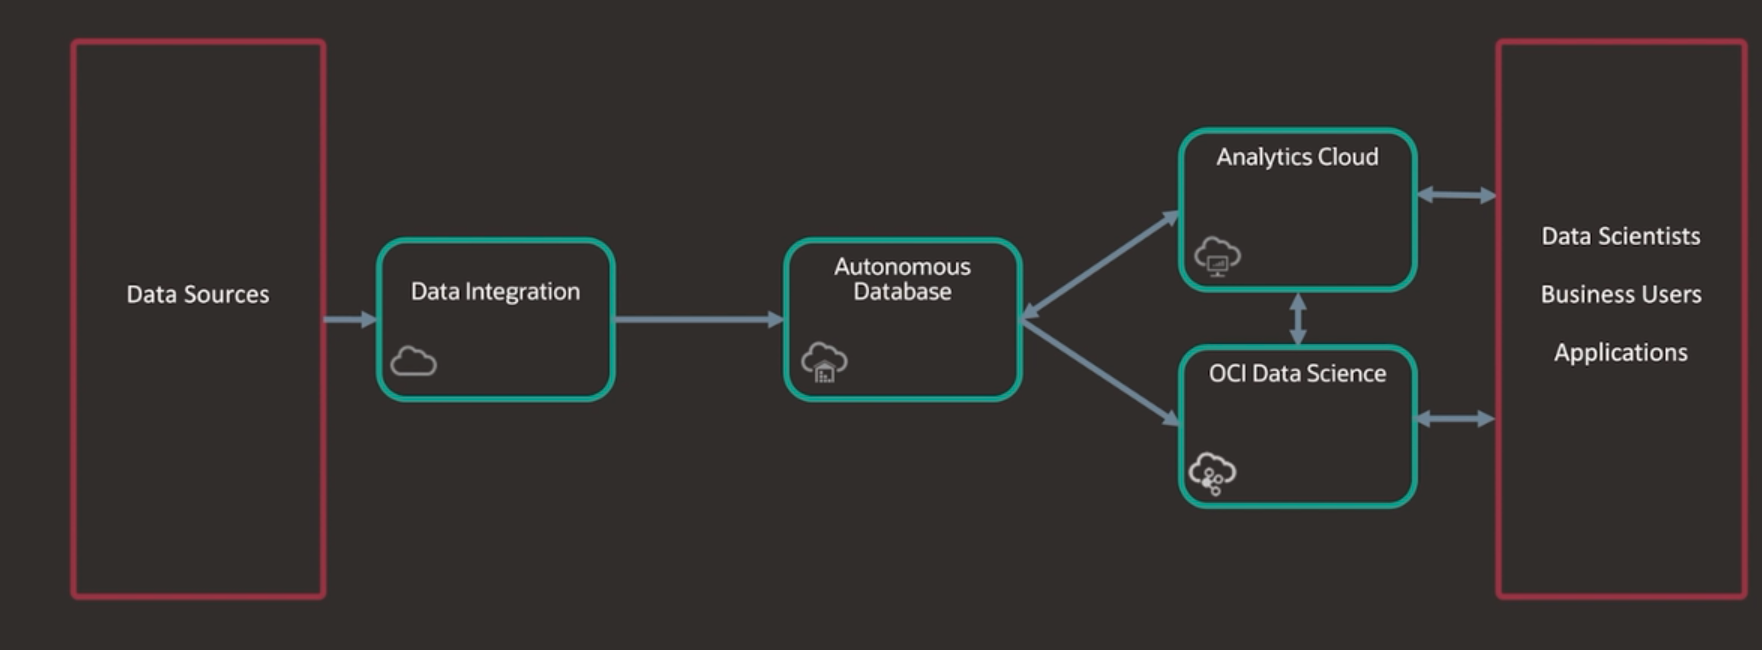 Data Sources
Data Integration
Autonomous
Database
Analytics Cloud
OCI Data Science
Data Scientists
Business Users
Applications